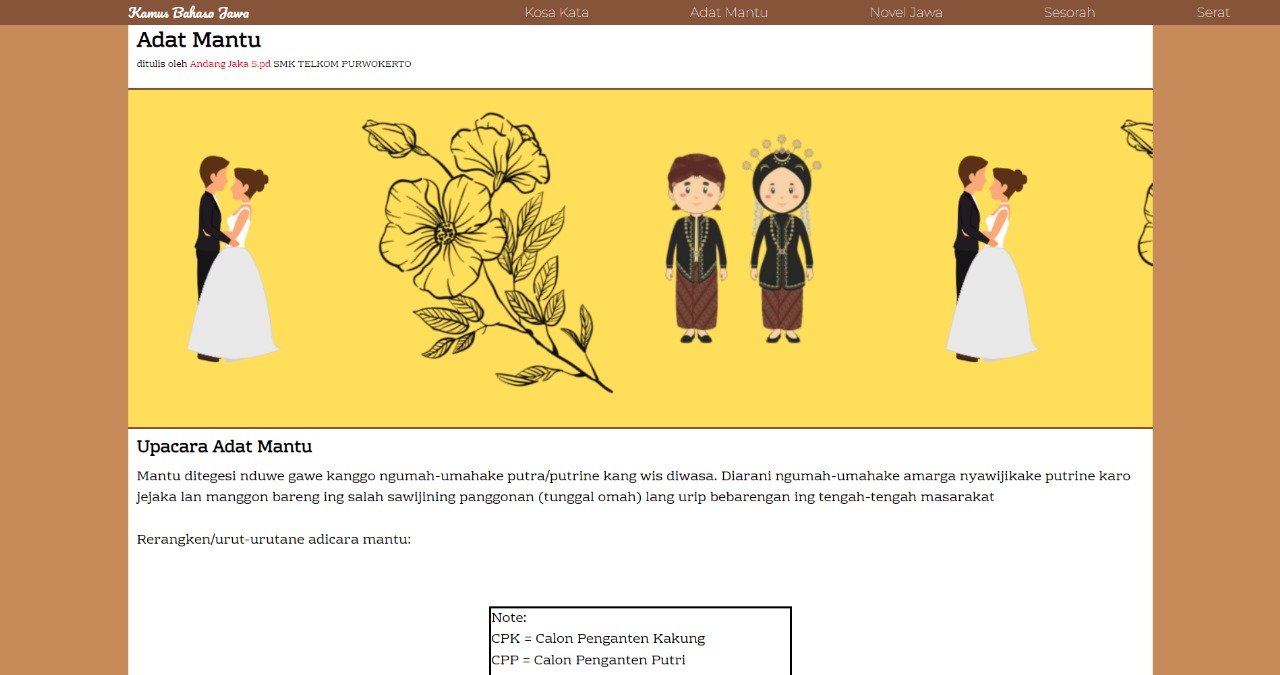 Kamus Bahasa Jawa
Kosa Kata
Adat Mantu
Novel Jawa
Sesorah
Serat
Adat Mantu
ditulis oleh Andang Jaka S.pd SMK TELKOM PURWOKERTO
Upacara Adat Mantu
Mantu ditegesi nduwe gawe kanggo ngumah-umahake putra/putrine kang wis diwasa. Diarani ngumah-umahake amarga nyawijikake putrine karo
jejaka lan manggon bareng ing salah sawijining panggonan (tunggal omah) lang urip bebarengan ing tengah-tengah masarakat
Rerangken/urut-urutane adicara mantu:
Note:
CPK = Calon Penganten Kakung
CPP = Calon Penganten Putri